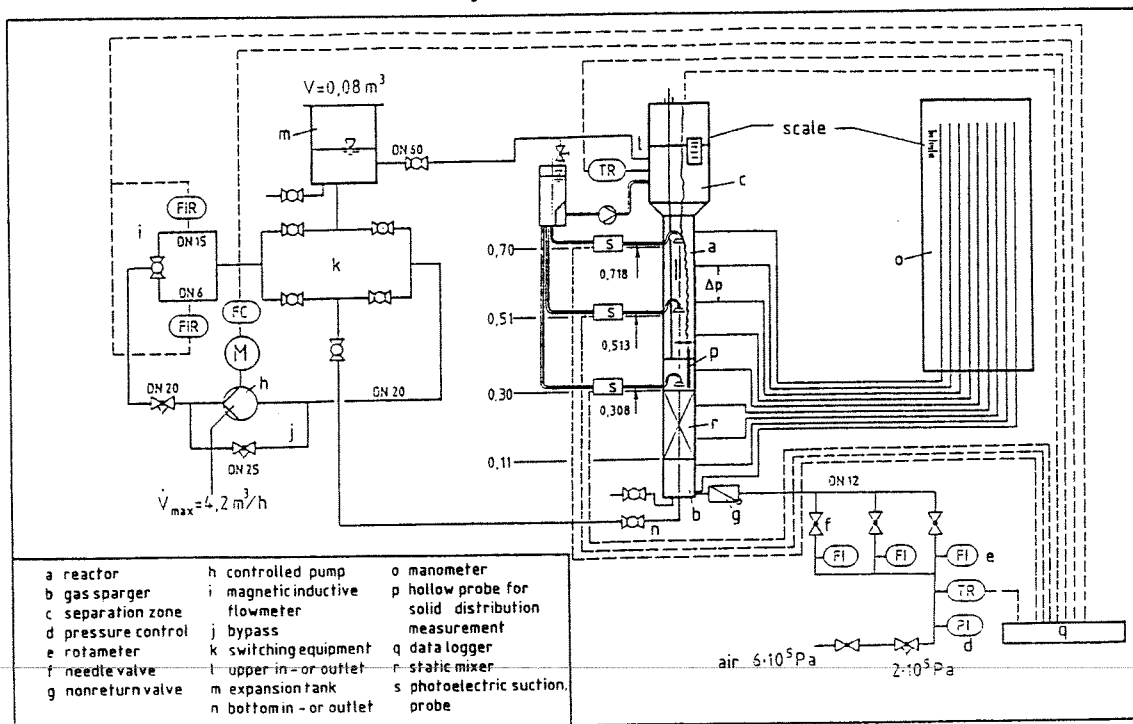 V=0,08 m³
m
scale
DN 50
l
TR
c
FIR
i
DN 15
a
0,70
S
0,718
o
k
Δp
DN 6
FC
0,51
S
0,513
FIR
M
p
h
DN 20
DN 20
S
0,30
0,308
r
j
0,11
DN 25
DN 12
V̇max=4,2 m³/h
b
g
n
f
FI
FI
FI
e
TR
PI
d
q
air 6·10⁵Pa
2·10⁵Pa
a reactor
b gas sparger
c separation zone
d pressure control
e rotameter
f needle valve
g nonreturn valve
h controlled pump
i magnetic inductive
flowmeter
j bypass
k switching equipment
l upper in- or outlet
m expansion tank
n bottom in- or outlet
o manometer
p hollow probe for
solid distribution
measurement
q data logger
r static mixer
s photoelectric suction,
probe